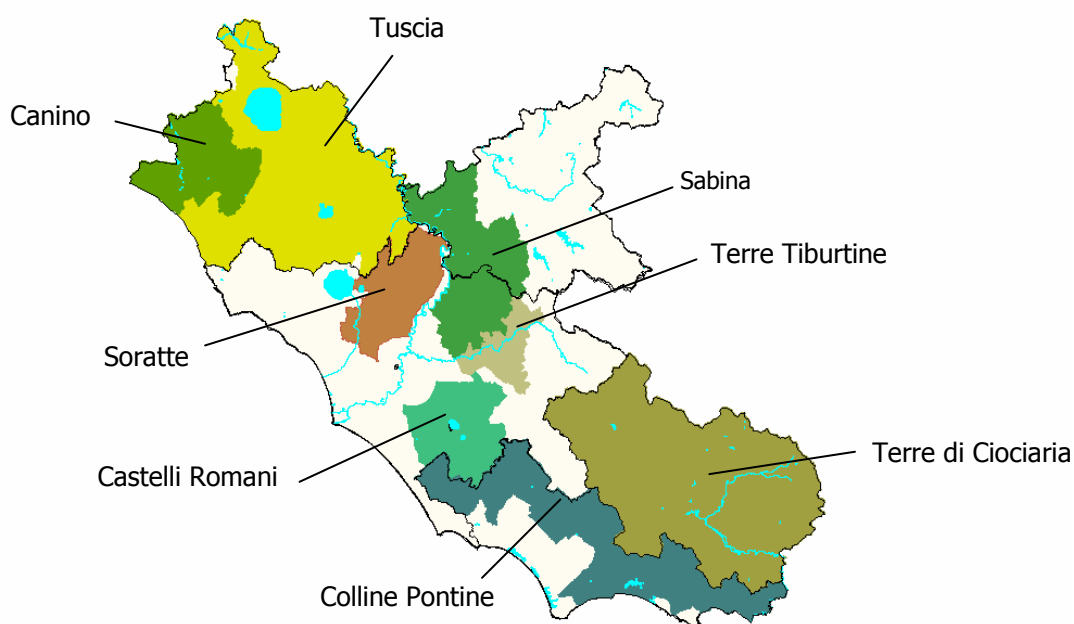 Tuscia
Canino
Sabina
Terre Tiburtine
Soratte
Terre di Ciociaria
Castelli Romani
Colline Pontine